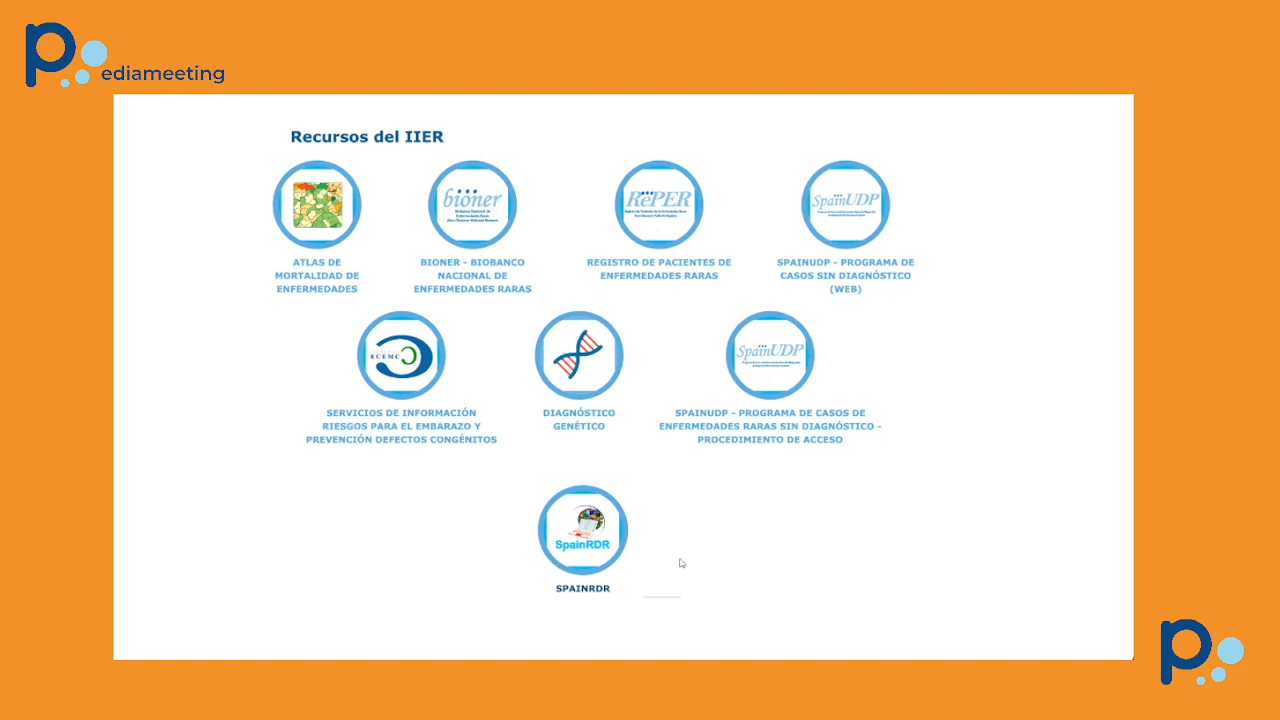 Pediameeting
Recursos del IIER
bioner
RePER
SpainUDP
ATLAS DE
MORTALIDAD DE
ENFERMEDADES
BIONER - BIOBANCO
NACIONAL DE
ENFERMEDADES RARAS
REGISTRO DE PACIENTES DE
ENFERMEDADES RARAS
SPAINUDP - PROGRAMA DE
CASOS SIN DIAGNÓSTICO
(WEB)
ECEMC
SpainUDP
SERVICIOS DE INFORMACIÓN
RIESGOS PARA EL EMBARAZO Y
PREVENCIÓN DEFECTOS CONGÉNITOS
DIAGNÓSTICO
GENÉTICO
SPAINUDP - PROGRAMA DE CASOS DE
ENFERMEDADES RARAS SIN DIAGNÓSTICO -
PROCEDIMIENTO DE ACCESO
SpainRDR
SPAINRDR
p